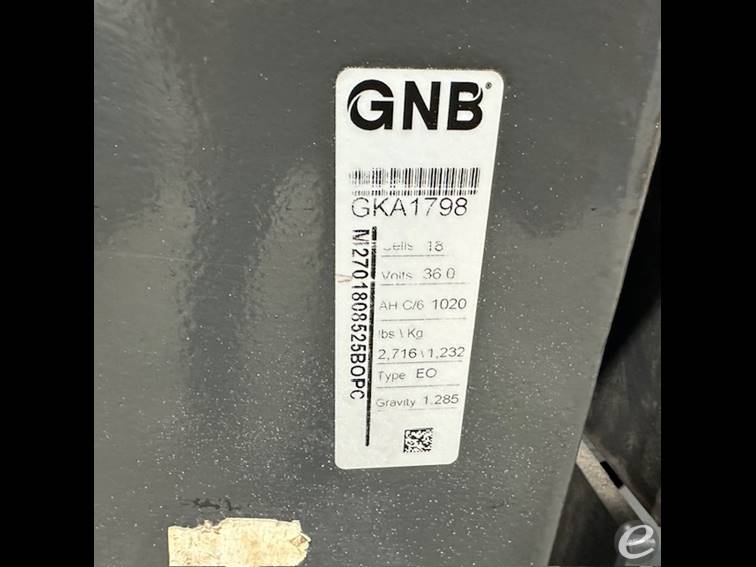 GNB®
GKA1798
M2701808525BOPC
Cells 18
Volts 36.0
AH C/6 1020
lbs \ Kg
2,716 \ 1,232
Type EO
Gravity 1.285
e